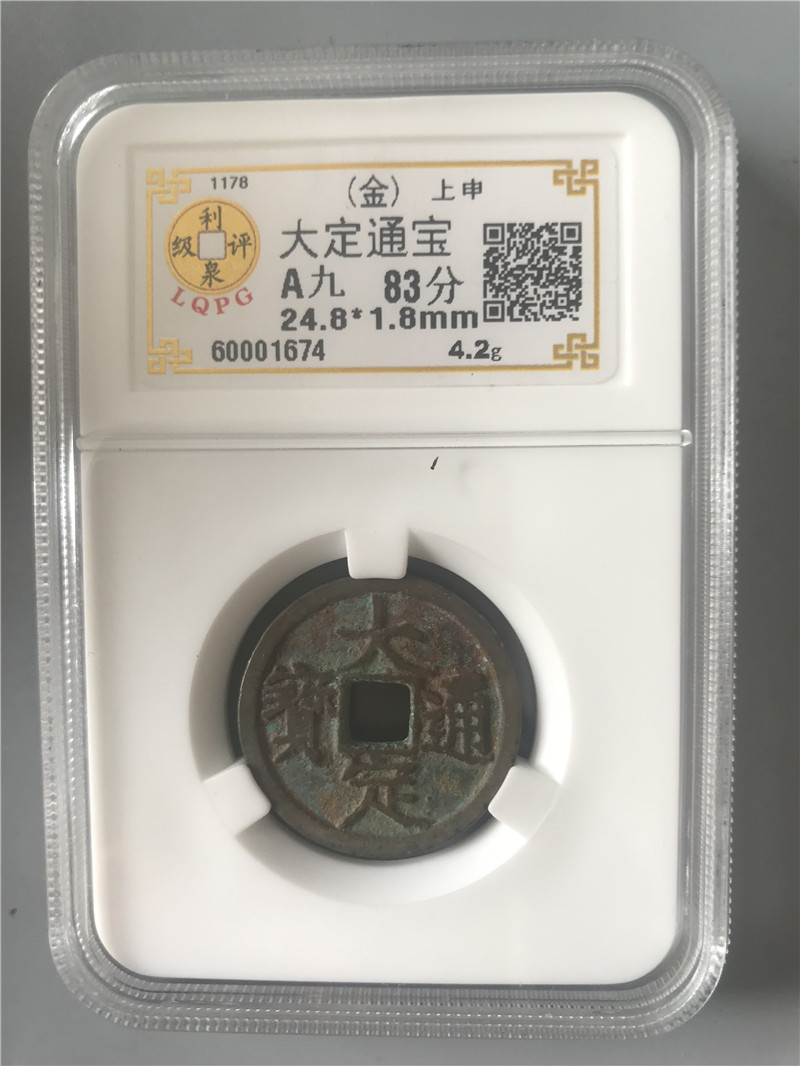 1178
(金) 上申
利泉评级
LQPG
大定通宝
A九 83分
24.8*1.8mm
60001674 4.2g
大定通寳